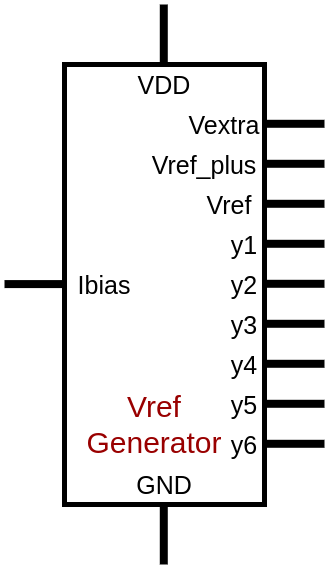 VDD
Vextra
Vref_plus
Vref
y1
y2
Ibias
y3
y4
y5
Vref
Generator
y6
GND